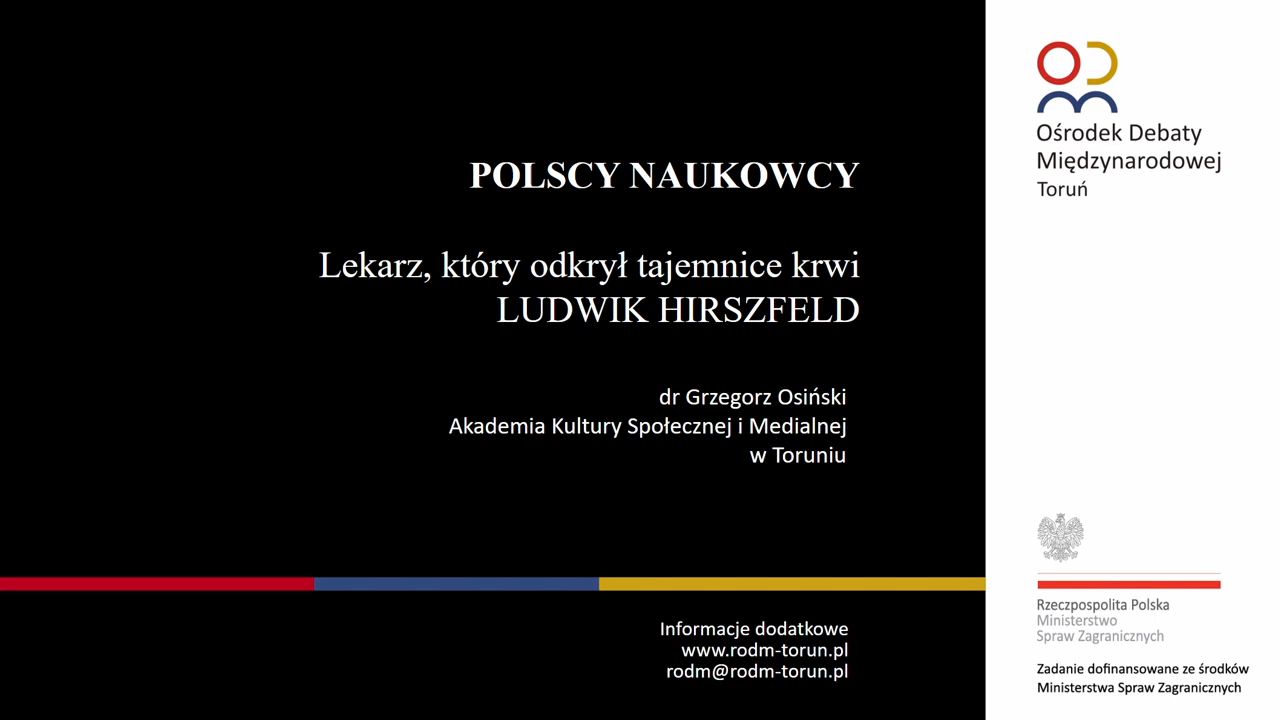 POLSCY NAUKOWCY
Lekarz, który odkrył tajemnice krwi
LUDWIK HIRSZFELD
dr Grzegorz Osiński
Akademia Kultury Społecznej i Medialnej
w Toruniu
Informacje dodatkowe
www.rodm-torun.pl
rodm@rodm-torun.pl
Ośrodek Debaty
Międzynarodowej
Toruń
Rzeczpospolita Polska
Ministerstwo
Spraw Zagranicznych
Zadanie dofinansowane ze środków
Ministerstwa Spraw Zagranicznych